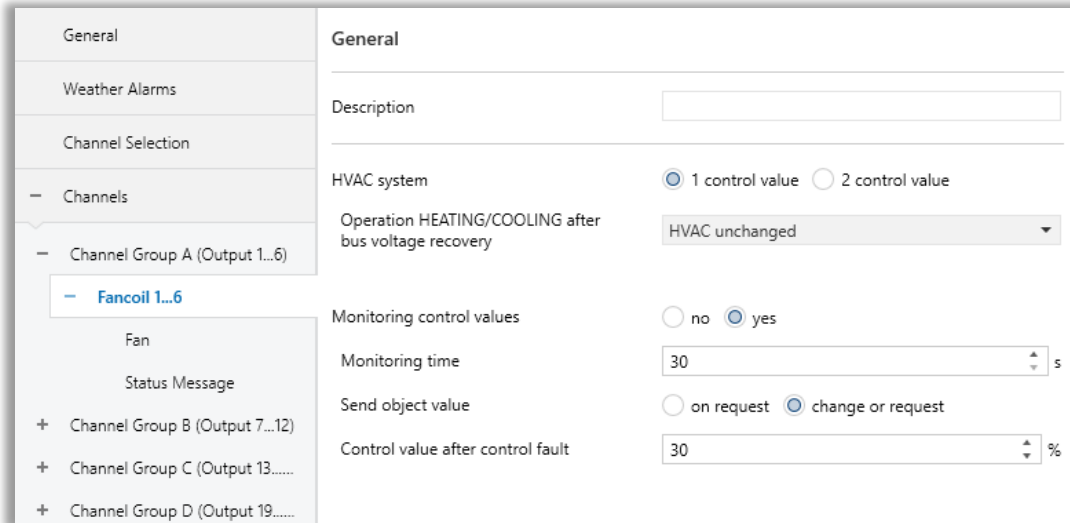 General
Weather Alarms
Channel Selection
− Channels
− Channel Group A (Output 1...6)
− Fancoil 1...6
Fan
Status Message
+ Channel Group B (Output 7...12)
+ Channel Group C (Output 13......
+ Channel Group D (Output 19......
General
Description
HVAC system 1 control value 2 control value
Operation HEATING/COOLING after
bus voltage recovery HVAC unchanged
Monitoring control values no yes
Monitoring time 30 s
Send object value on request change or request
Control value after control fault 30 %